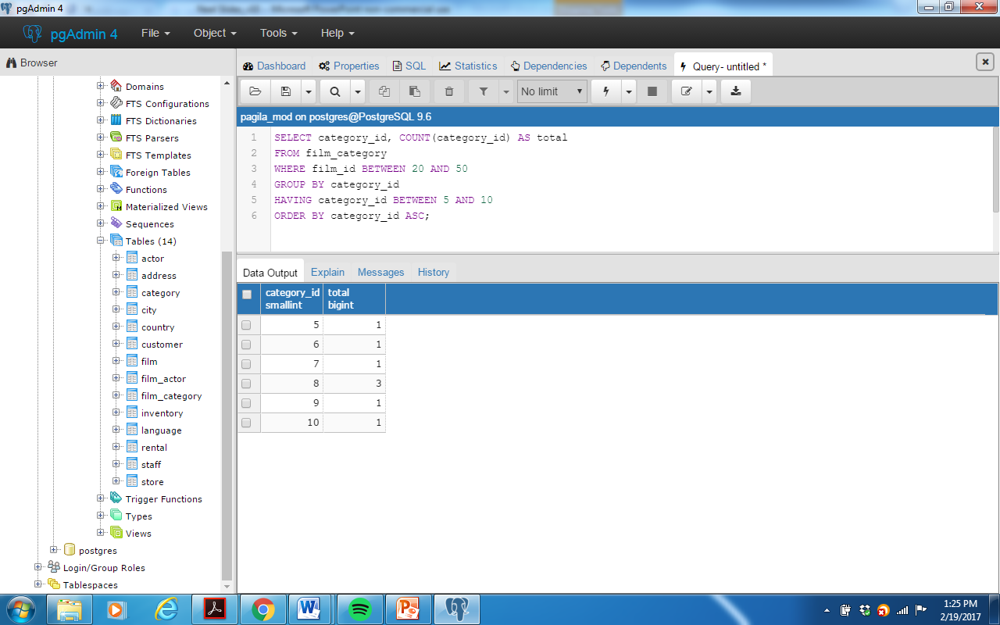 pgAdmin 4
pgAdmin 4 File Object Tools Help
Browser
Dashboard Properties SQL Statistics Dependencies Dependents Query- untitled *
No limit
pagila_mod on postgres@PostgreSQL 9.6
Domains
FTS Configurations
FTS Dictionaries
FTS Parsers
FTS Templates
Foreign Tables
Functions
Materialized Views
Sequences
Tables (14)
actor
address
category
city
country
customer
film
film_actor
film_category
inventory
language
rental
staff
store
Trigger Functions
Types
Views
postgres
Login/Group Roles
Tablespaces
1 SELECT category_id, COUNT(category_id) AS total
2 FROM film_category
3 WHERE film_id BETWEEN 20 AND 50
4 GROUP BY category_id
5 HAVING category_id BETWEEN 5 AND 10
6 ORDER BY category_id ASC;
Data Output Explain Messages History
category_id total
smallint bigint
5 1
6 1
7 1
8 3
9 1
10 1
1:25 PM
2/19/2017